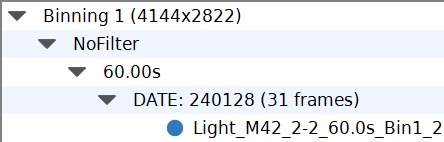 Binning 1 (4144x2822)
NoFilter
60.00s
DATE: 240128 (31 frames)
Light_M42_2-2_60.0s_Bin1_2